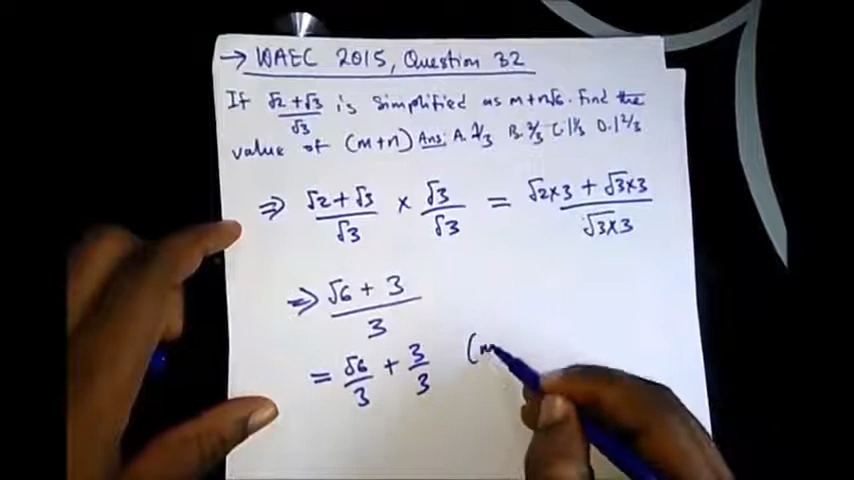 → WAEC 2015, Question 32
If (√2 + √3)/√3 is simplified as m+n√6. Find the
value of (m+n) Ans: A. 1/3 B. 2/3 C. 1 1/3 D. 1 2/3
⇒ (√2 + √3)/√3 × √3/√3 = (√2×3 + √3×3)/√3×3
⇒ (√6 + 3)/3
= √6/3 + 3/3 (m